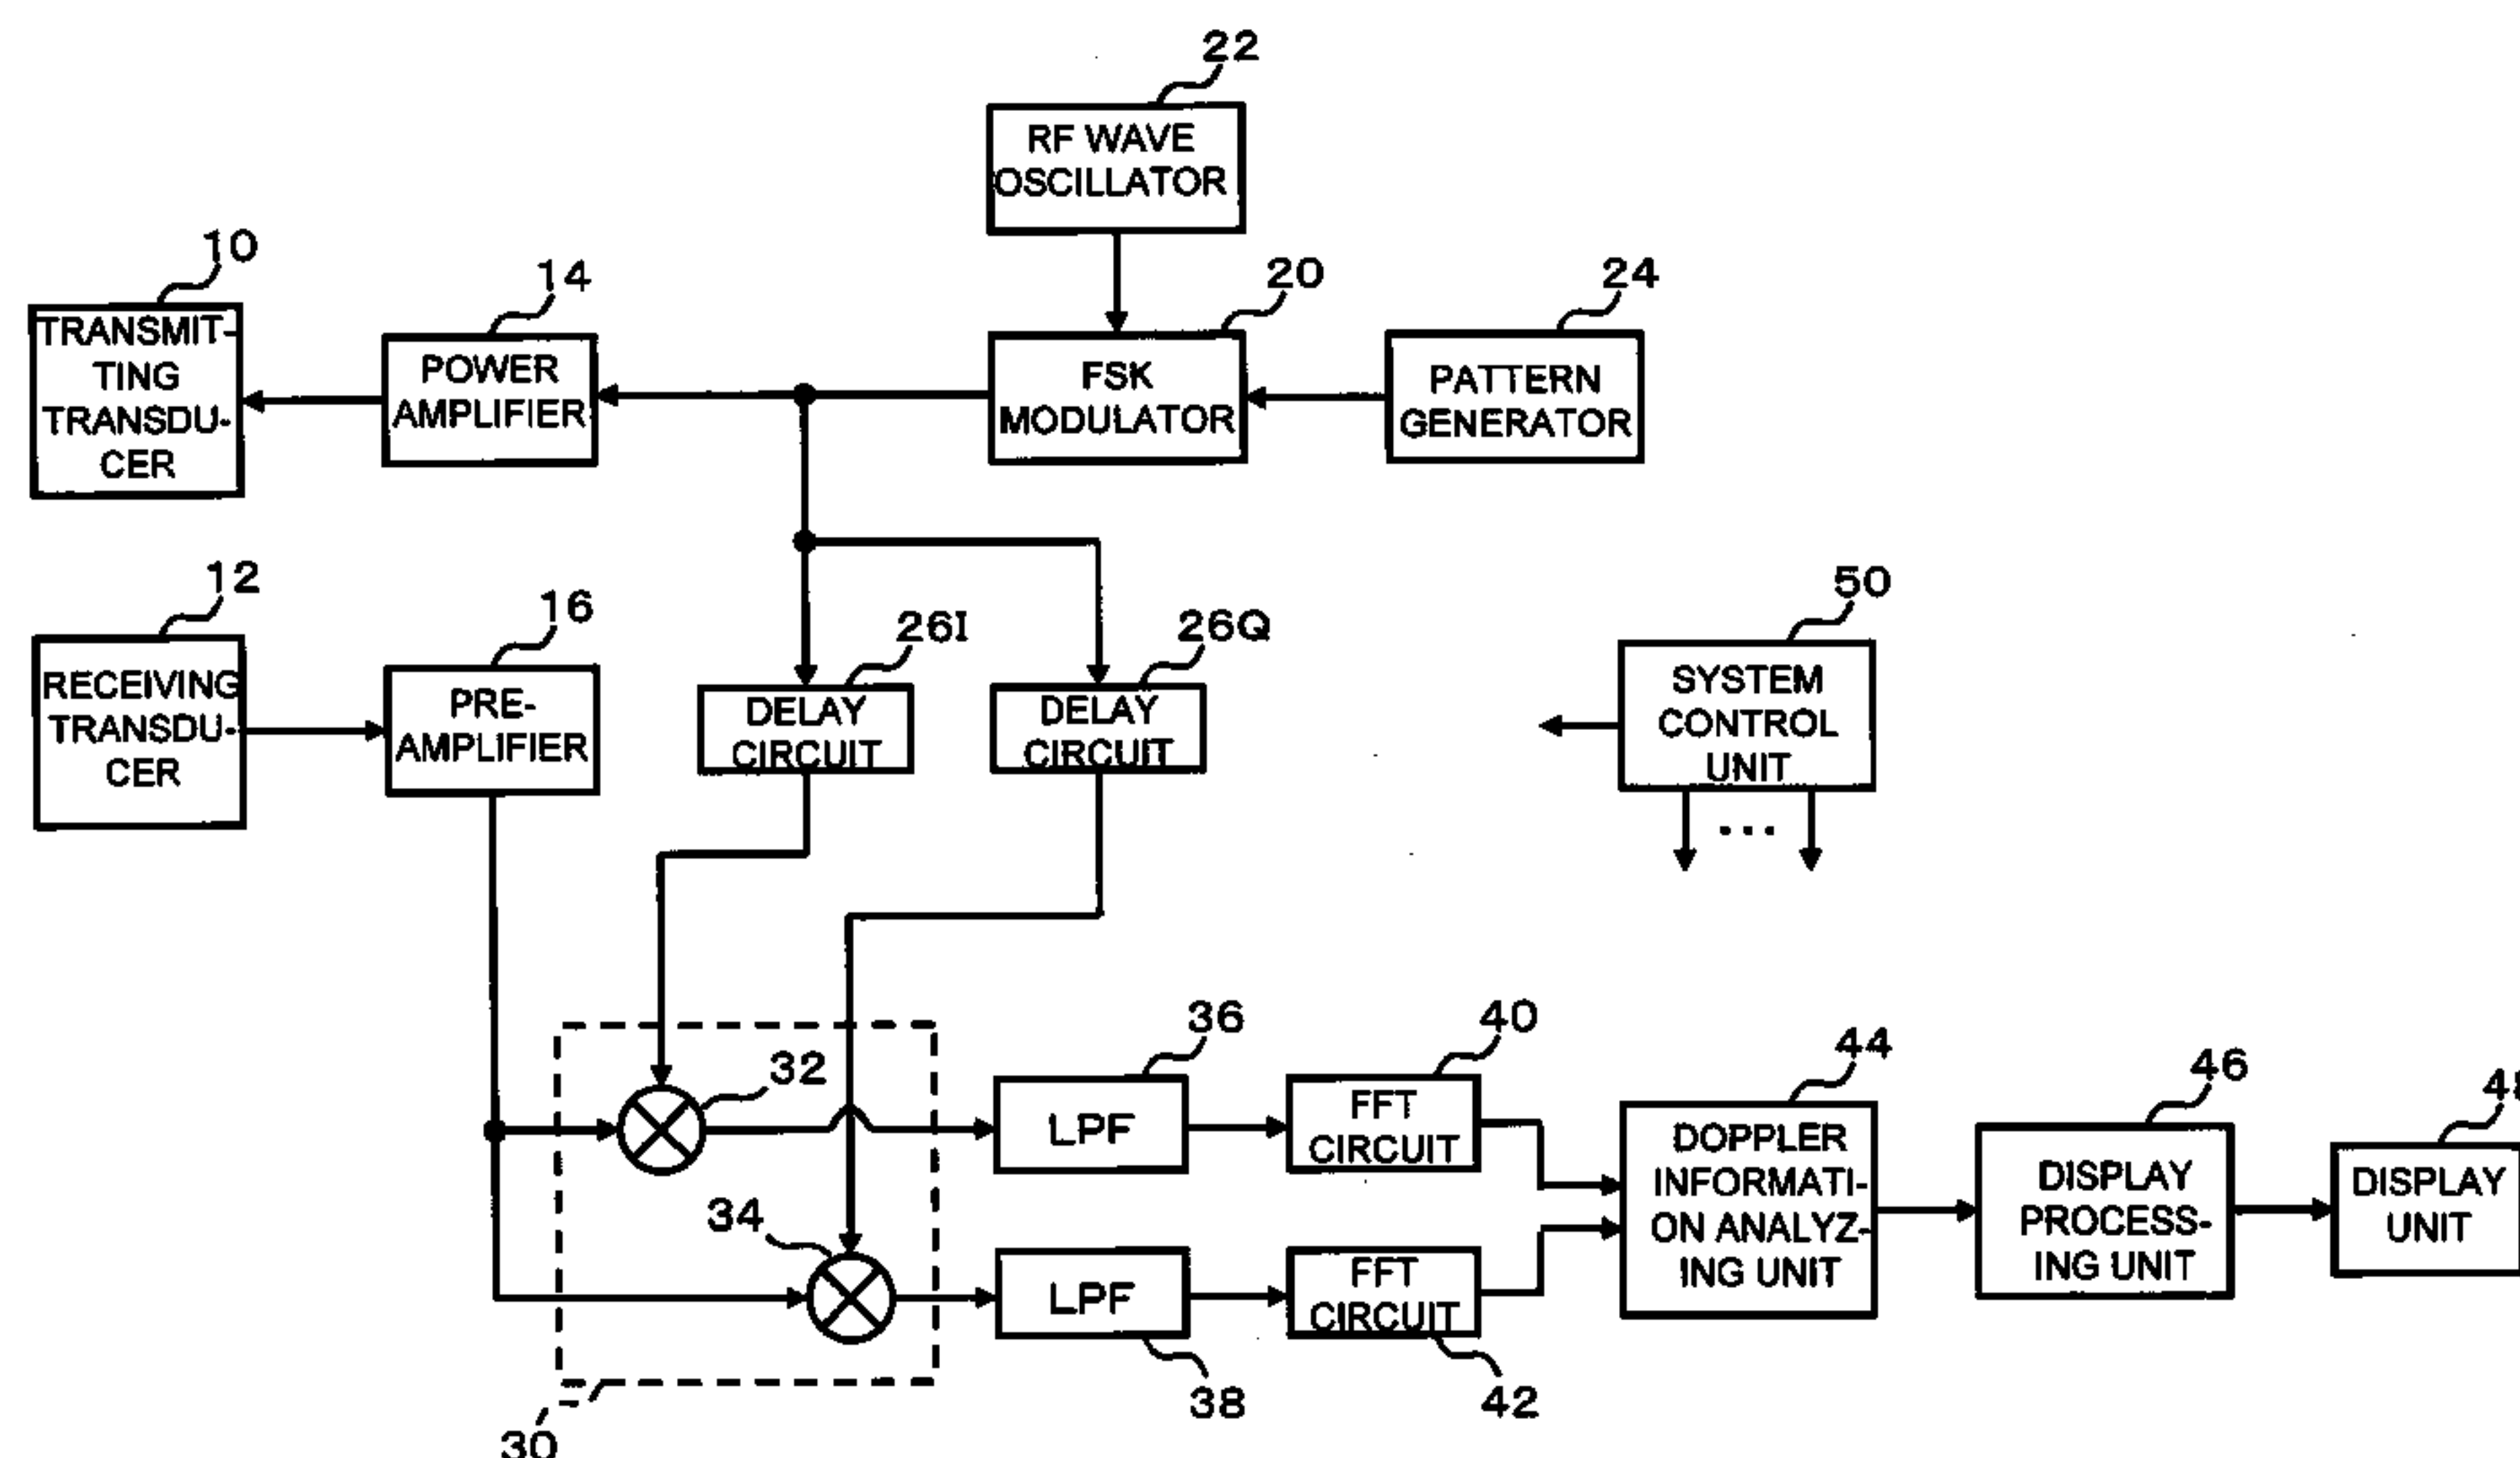 22
RF WAVE
OSCILLATOR
10
TRANSMIT-
TING
TRANSDU-
CER
14
POWER
AMPLIFIER
20
FSK
MODULATOR
24
PATTERN
GENERATOR
12
RECEIVING
TRANSDU-
CER
16
PRE-
AMPLIFIER
26I
DELAY
CIRCUIT
26Q
DELAY
CIRCUIT
50
SYSTEM
CONTROL
UNIT
...
32
34
30
36
LPF
40
FFT
CIRCUIT
LPF
38
FFT
CIRCUIT
42
44
DOPPLER
INFORMATI-
ON ANALYZ-
ING UNIT
46
DISPLAY
PROCESS-
ING UNIT
DISPLAY
UNIT